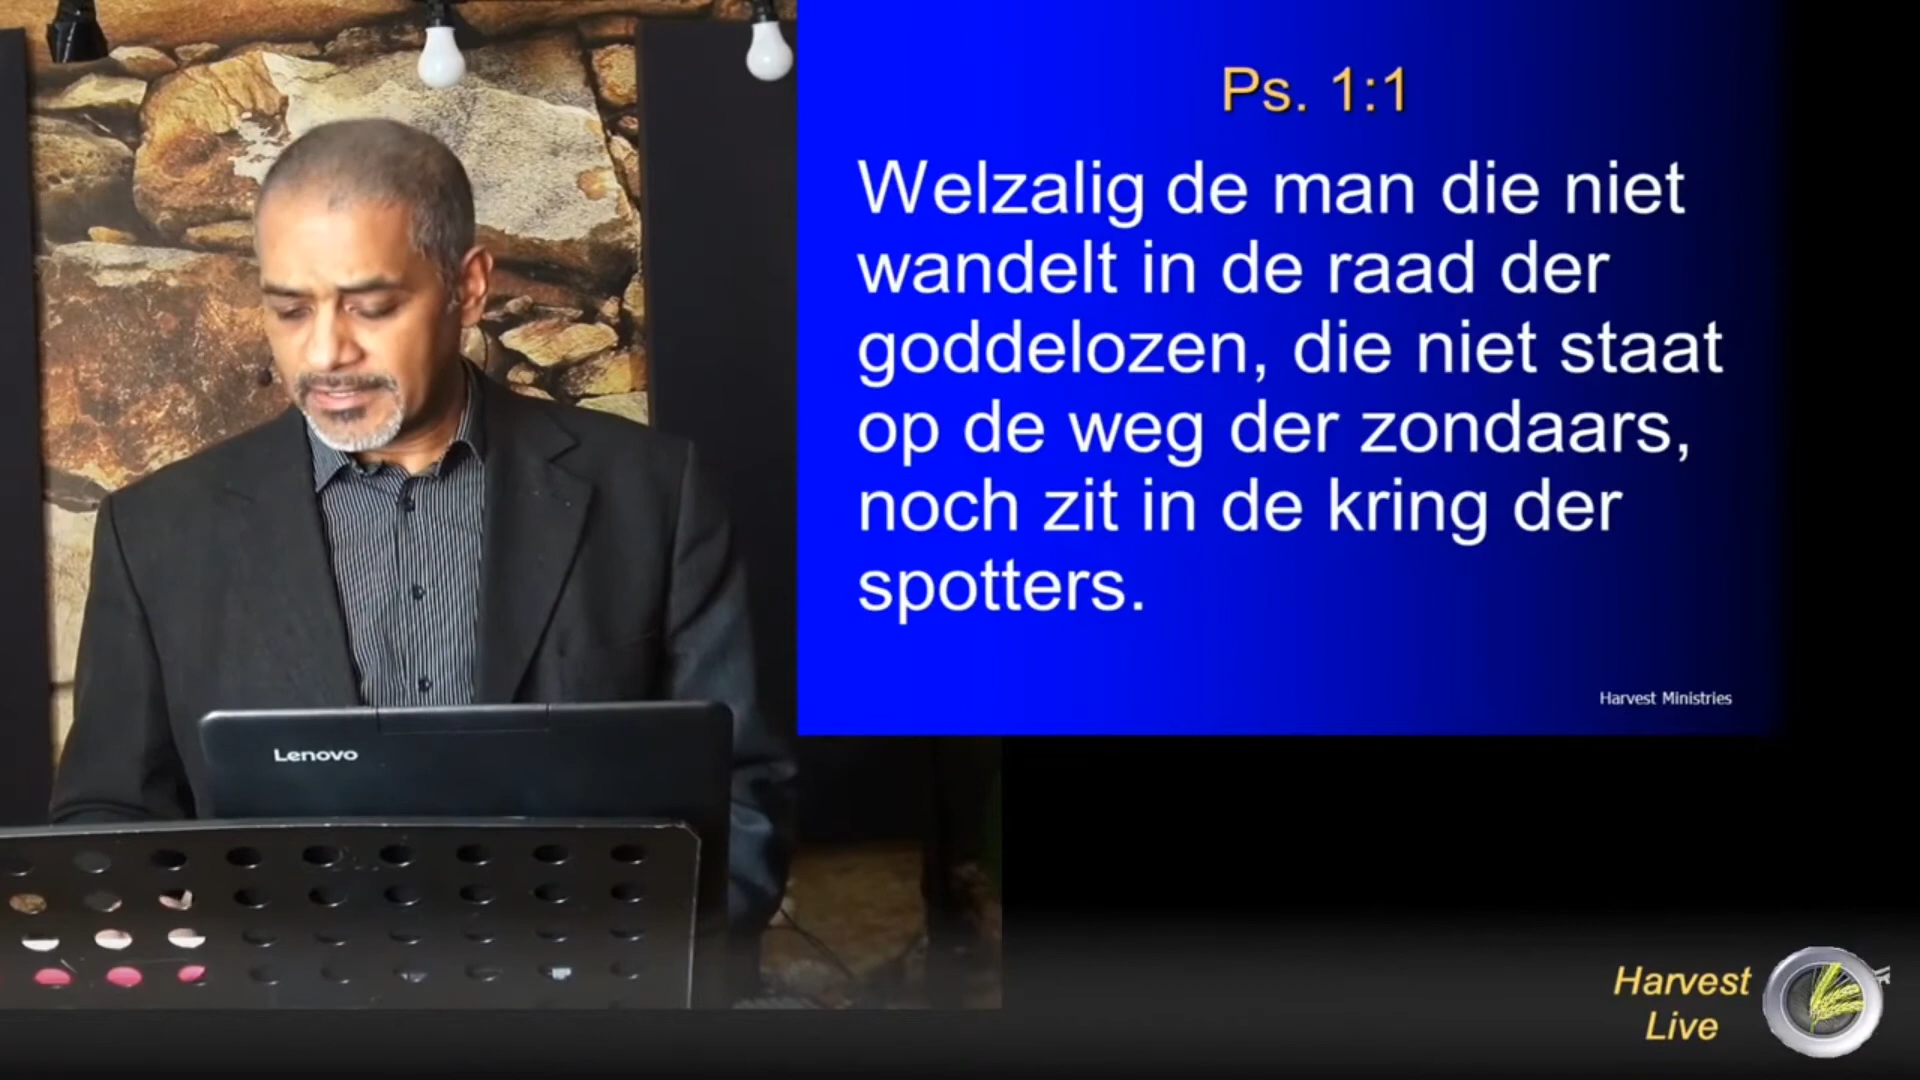 Ps. 1:1
Welzalig de man die niet
wandelt in de raad der
goddelozen, die niet staat
op de weg der zondaars,
noch zit in de kring der
spotters.
Harvest Ministries
Lenovo
Harvest
Live